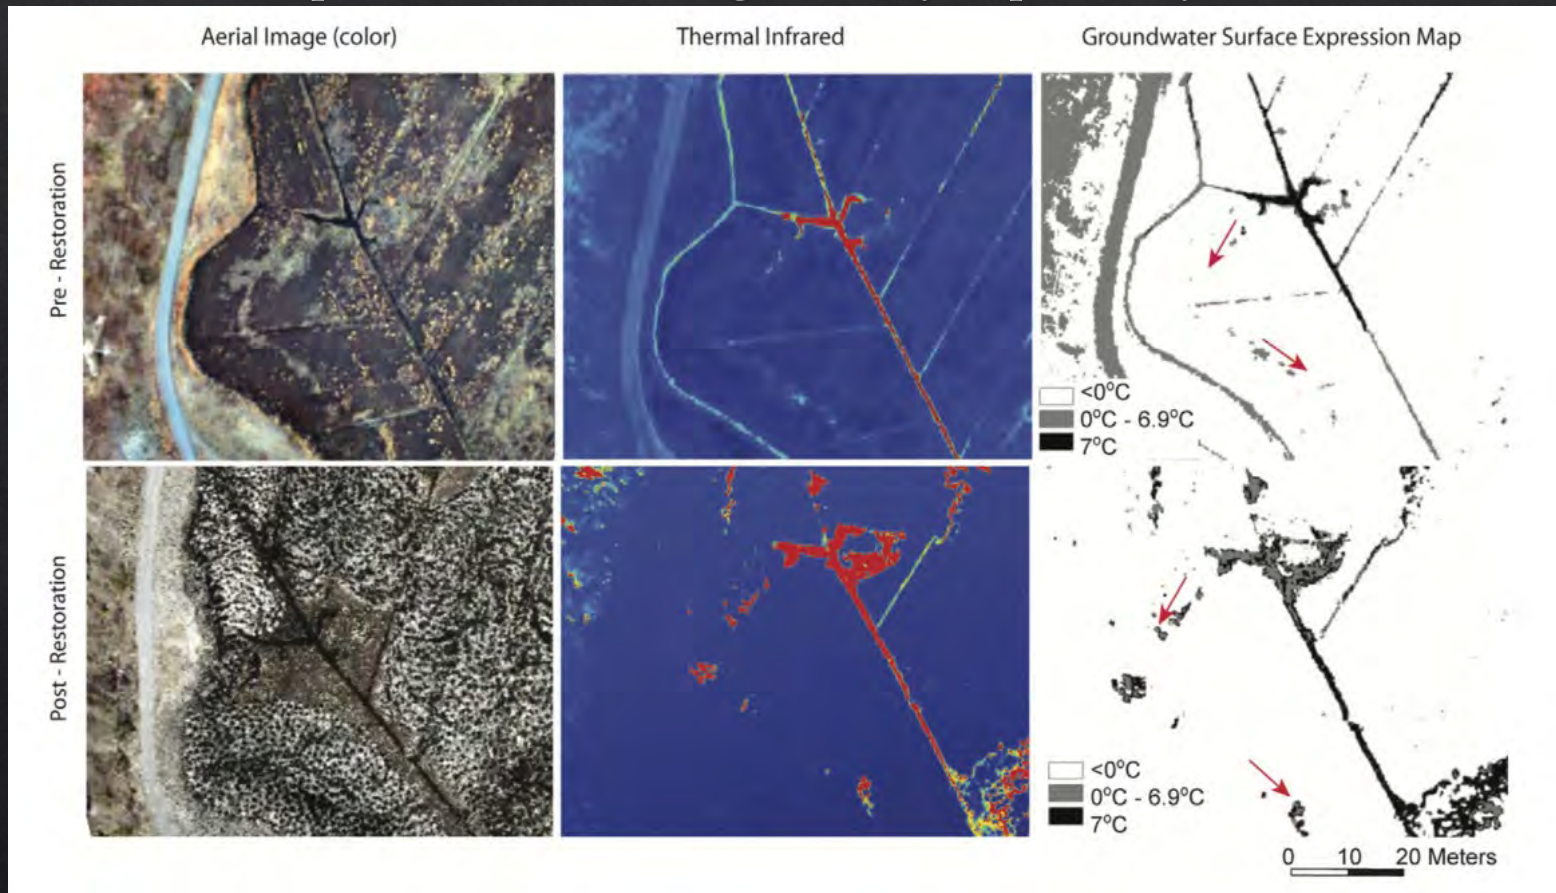 Aerial Image (color)
Thermal Infrared
Groundwater Surface Expression Map
Pre - Restoration
<0°C
0°C - 6.9°C
7°C
Post - Restoration
<0°C
0°C - 6.9°C
7°C
0 10 20 Meters